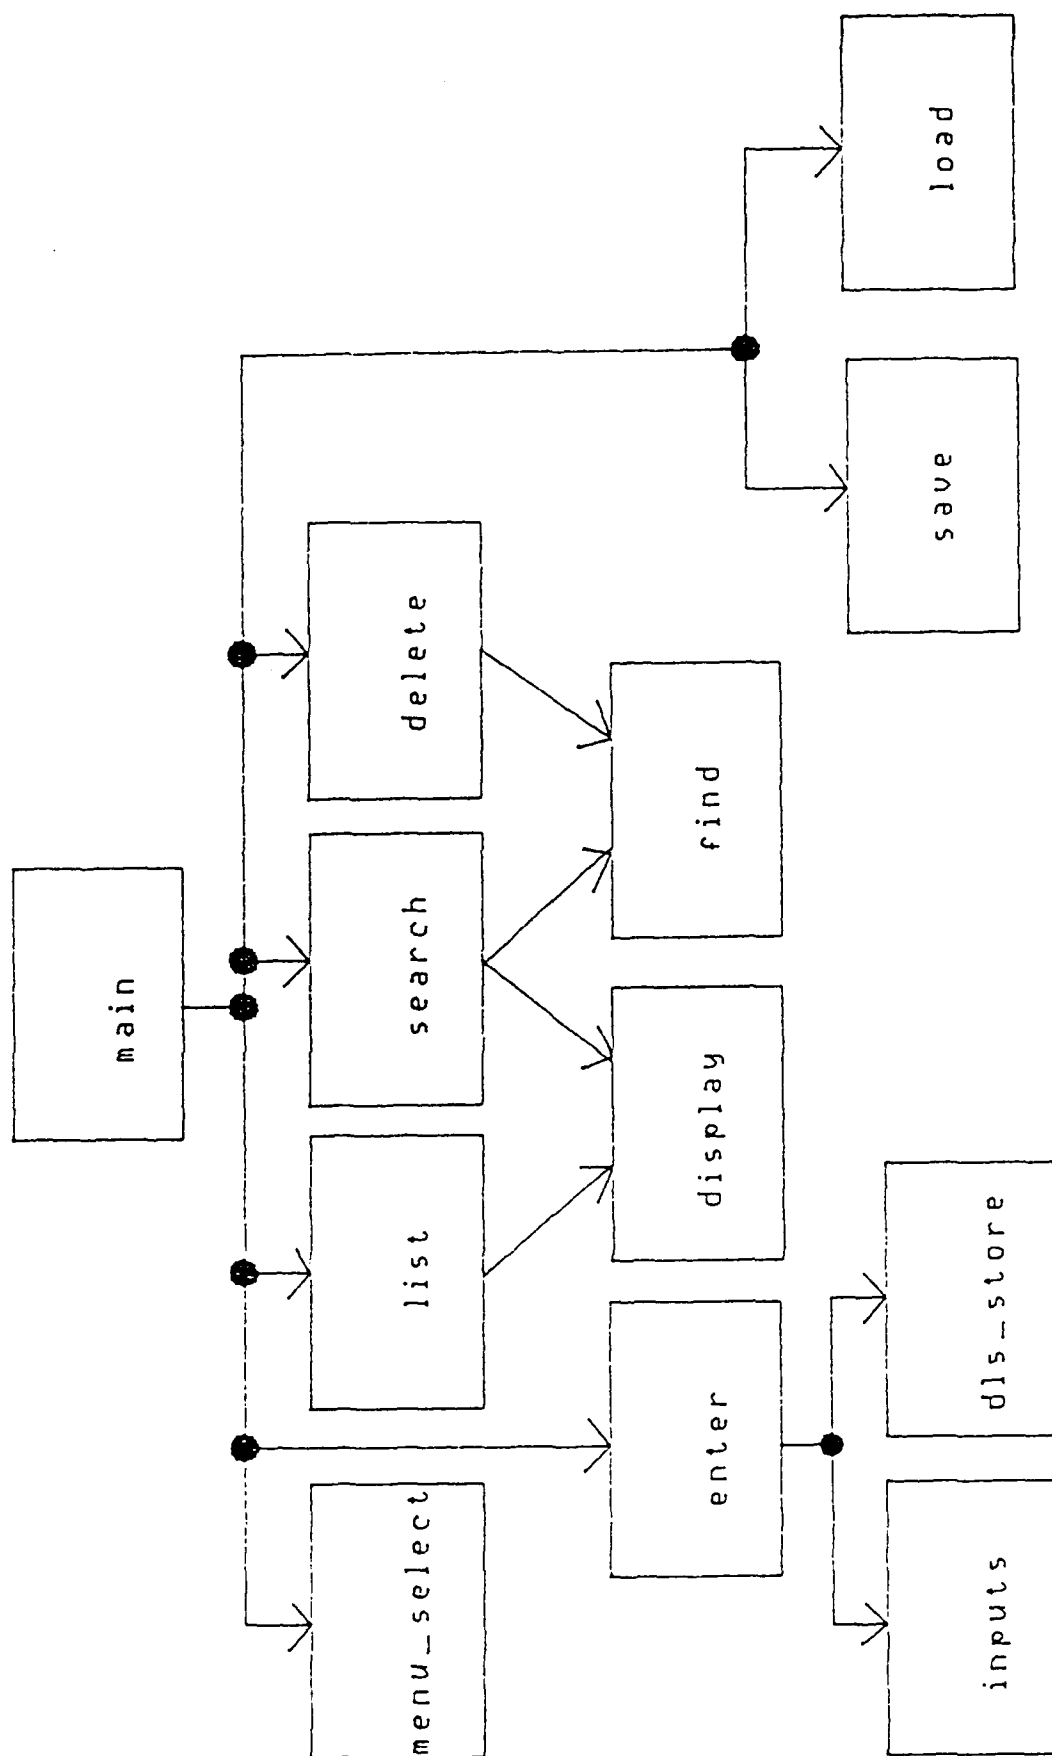 main
menu_select
list
search
delete
enter
display
find
inputs
dls_store
save
load